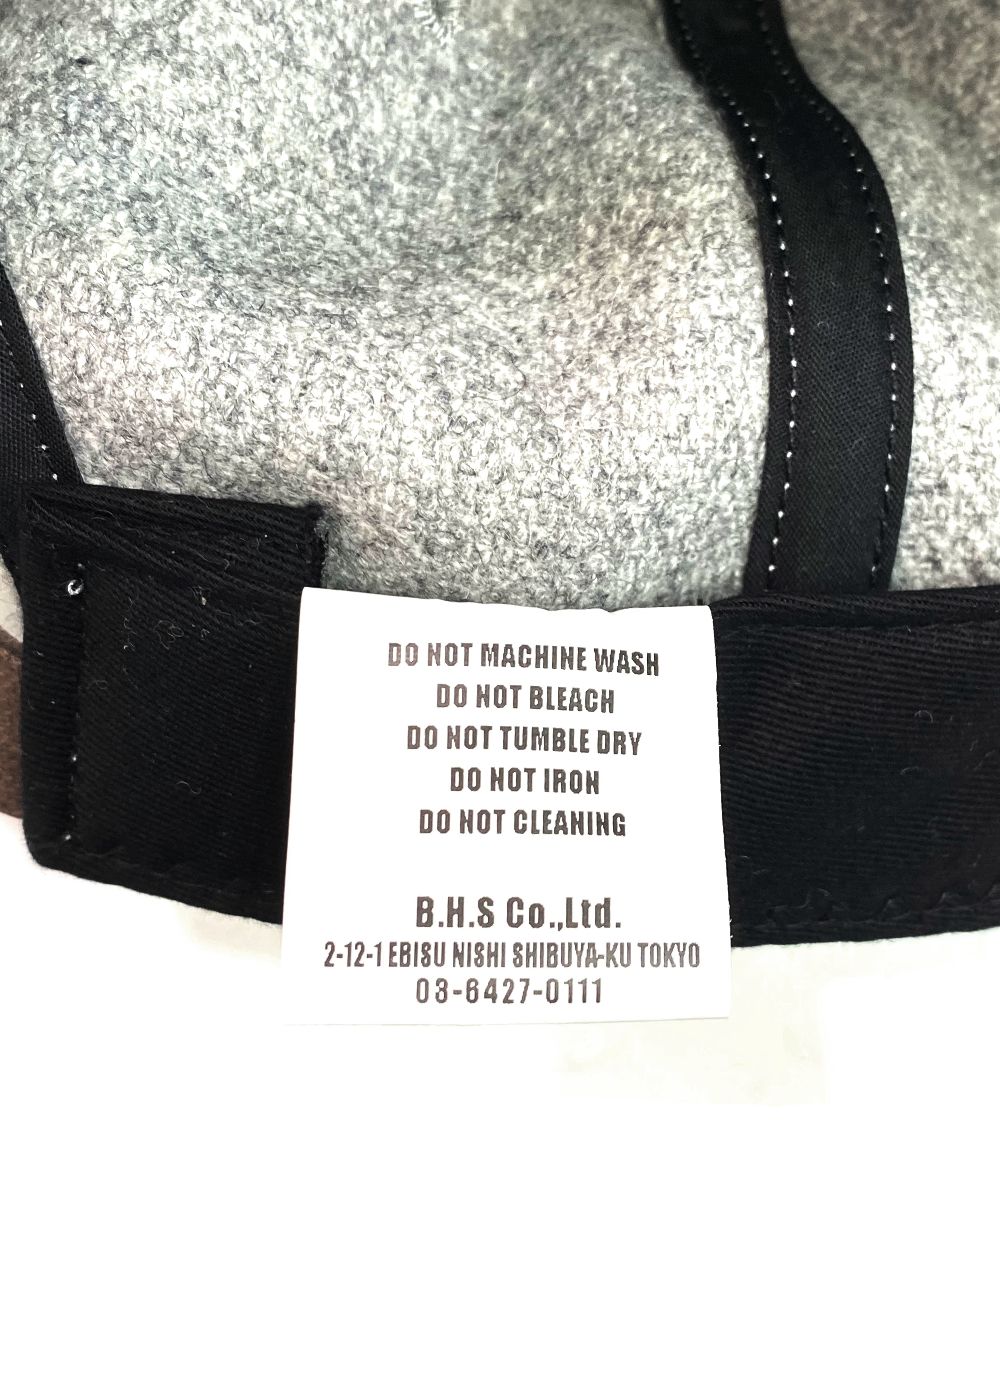 DO NOT MACHINE WASH
DO NOT BLEACH
DO NOT TUMBLE DRY
DO NOT IRON
DO NOT CLEANING
B.H.S Co.,Ltd.
2-12-1 EBISU NISHI SHIBUYA-KU TOKYO
03-6427-0111